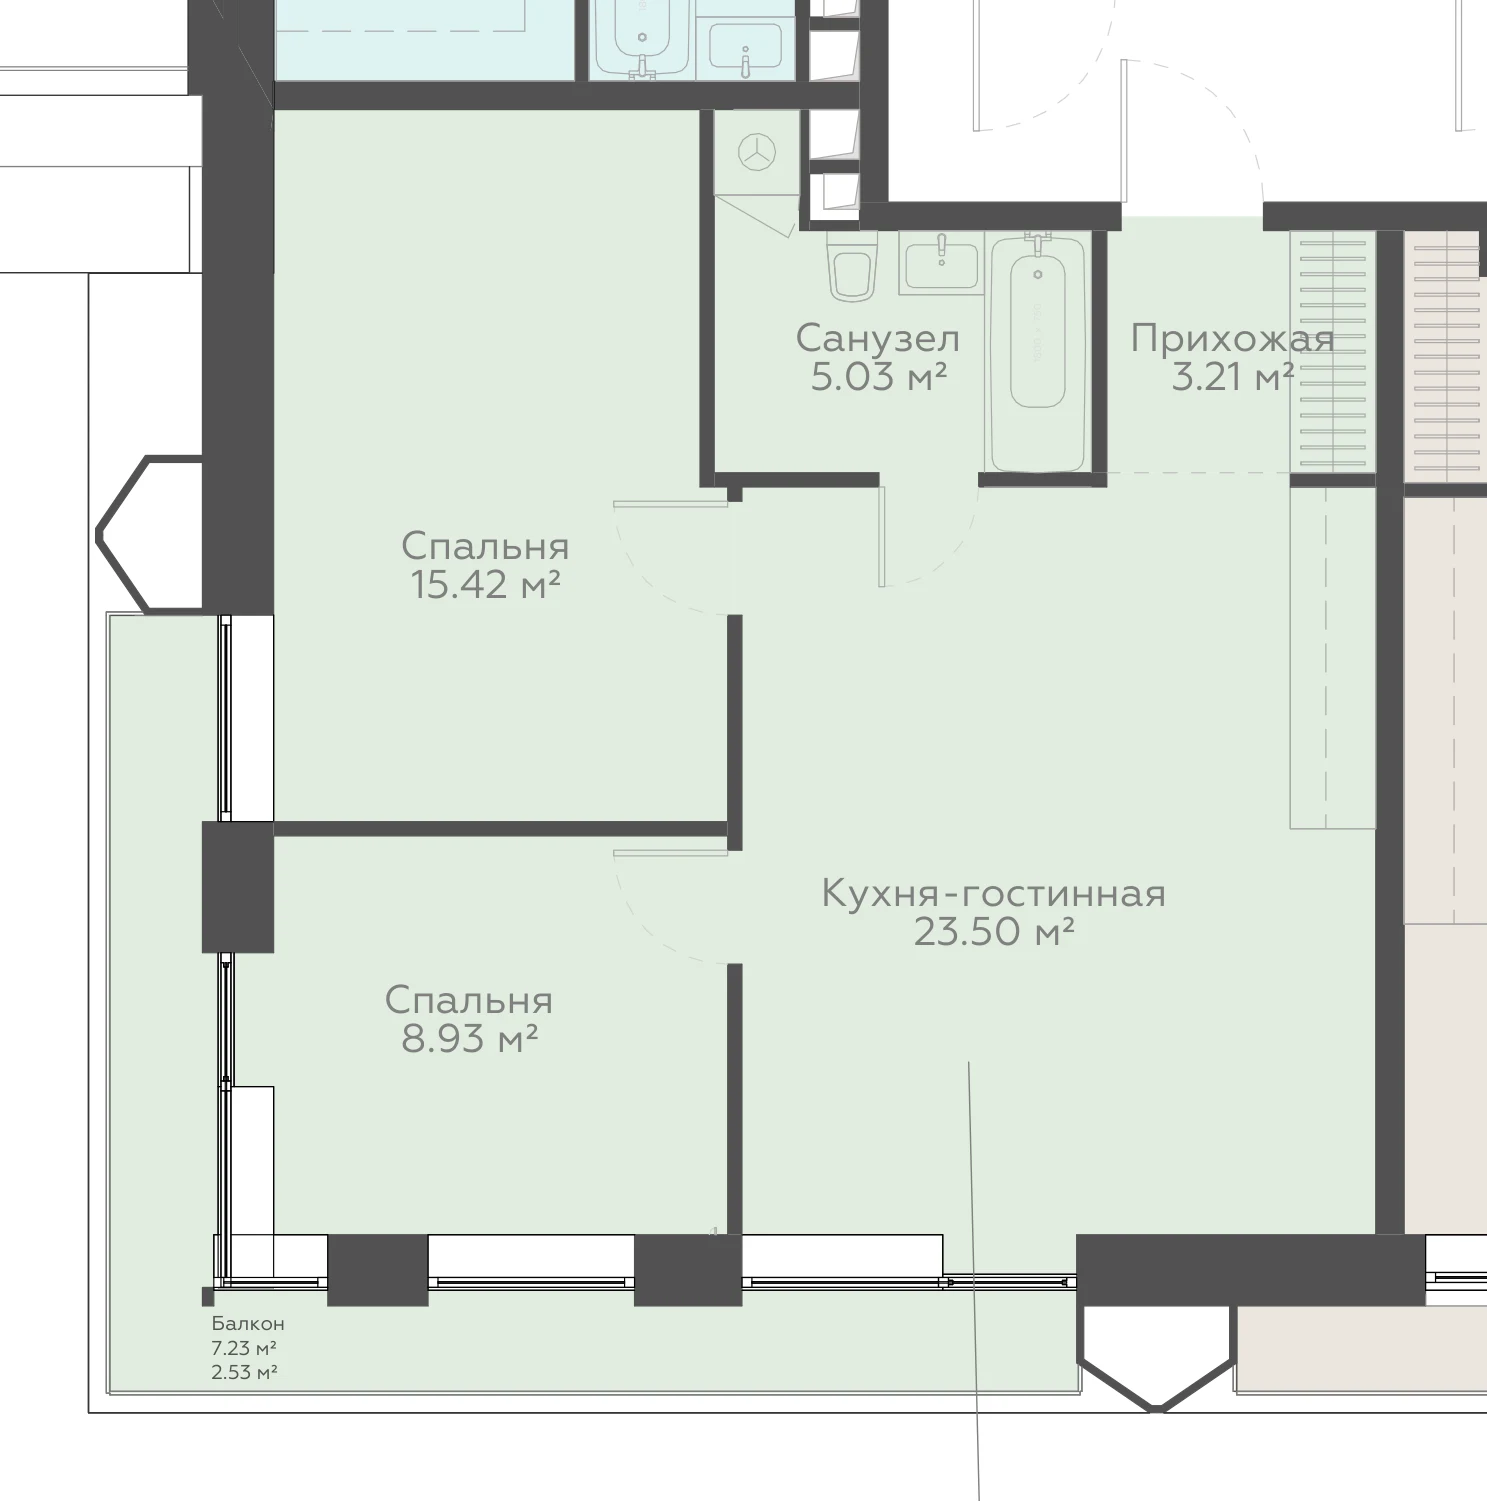 Санузел
5.03 м²
Прихожая
3.21 м²
Спальня
15.42 м²
Кухня-гостинная
23.50 м²
Спальня
8.93 м²
Балкон
7.23 м²
2.53 м²